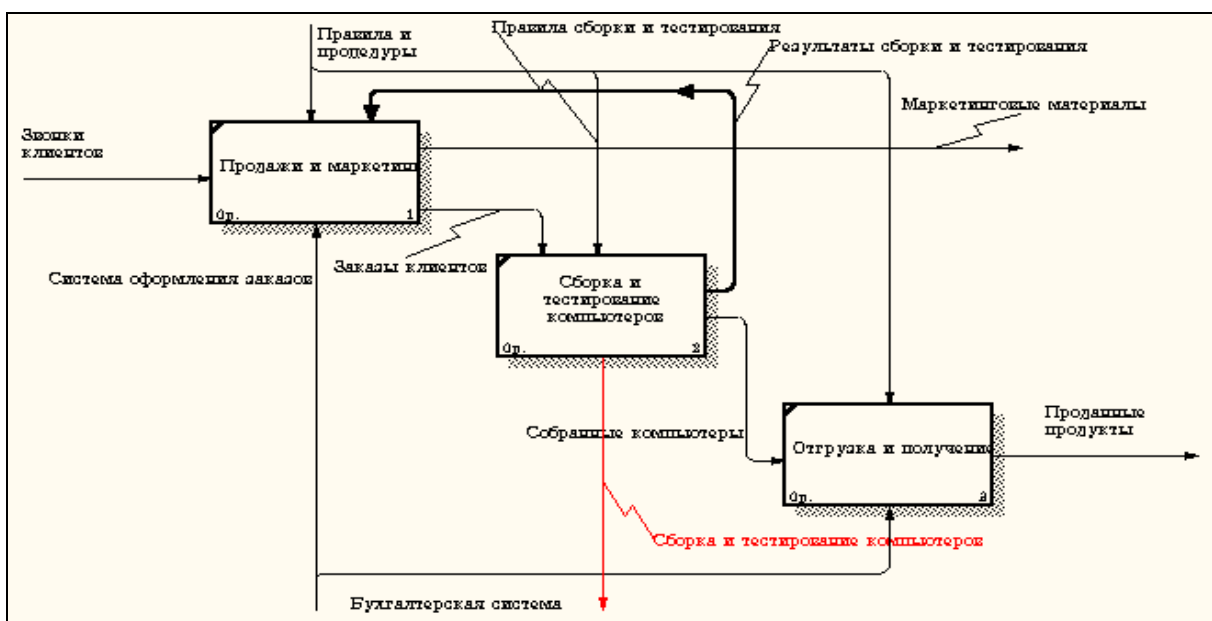 Правила и
процедуры
Правила сборки и тестирования
Результаты сборки и тестирования
Маркетинговые материалы
Звонки
клиентов
Продажи и маркетинг
0р. 1
Заказы клиентов
Система оформления заказов
Сборка и
тестирование
компьютеров
0р. 2
Проданные
продукты
Собранные компьютеры
Отгрузка и получение
0р. 3
Сборка и тестирование компьютеров
Бухгалтерская система